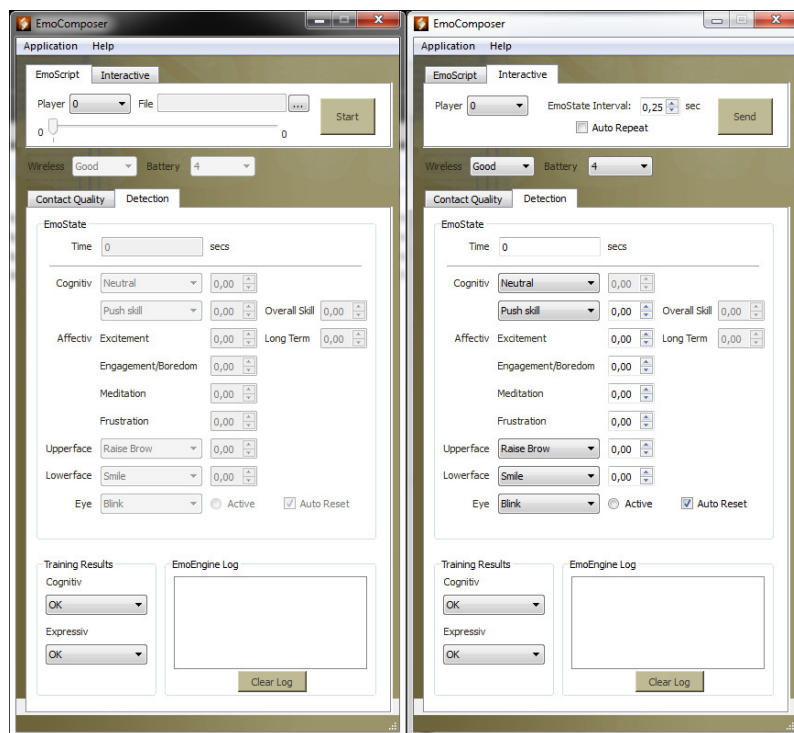 EmoComposer
Application Help
EmoScript Interactive
Player 0 File ...
Start
0 0
Wireless Good Battery 4
Contact Quality Detection
EmoState
Time 0 secs
Cognitiv Neutral 0,00
Push skill 0,00 Overall Skill 0,00
Affectiv Excitement 0,00 Long Term 0,00
Engagement/Boredom 0,00
Meditation 0,00
Frustration 0,00
Upperface Raise Brow 0,00
Lowerface Smile 0,00
Eye Blink Active Auto Reset
Training Results
Cognitiv
OK
Expressiv
OK
EmoEngine Log
Clear Log
EmoComposer
Application Help
EmoScript Interactive
Player 0 EmoState Interval: 0,25 sec
Auto Repeat
Send
Wireless Good Battery 4
Contact Quality Detection
EmoState
Time 0 secs
Cognitiv Neutral 0,00
Push skill 0,00 Overall Skill 0,00
Affectiv Excitement 0,00 Long Term 0,00
Engagement/Boredom 0,00
Meditation 0,00
Frustration 0,00
Upperface Raise Brow 0,00
Lowerface Smile 0,00
Eye Blink Active Auto Reset
Training Results
Cognitiv
OK
Expressiv
OK
EmoEngine Log
Clear Log